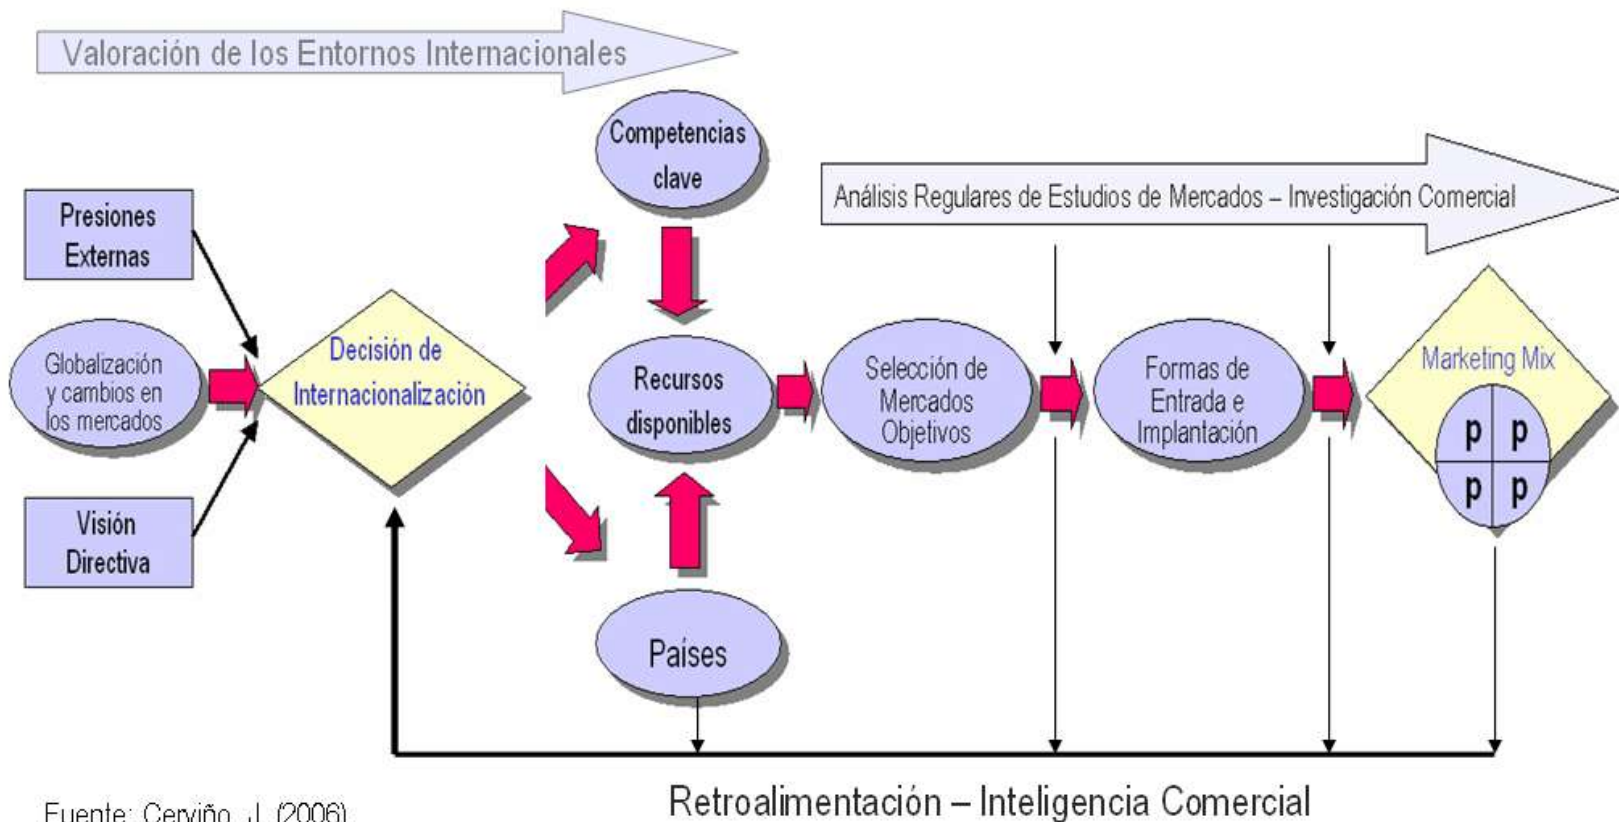 Valoración de los Entornos Internacionales
Competencias
clave
Análisis Regulares de Estudios de Mercados – Investigación Comercial
Presiones
Externas
Globalización
y cambios en
los mercados
Decisión de
Internacionalización
Visión
Directiva
Recursos
disponibles
Países
Selección de
Mercados
Objetivos
Formas de
Entrada e
Implantación
Marketing Mix
p p
p p
Retroalimentación – Inteligencia Comercial
Fuente: Cerviño, J. (2006)